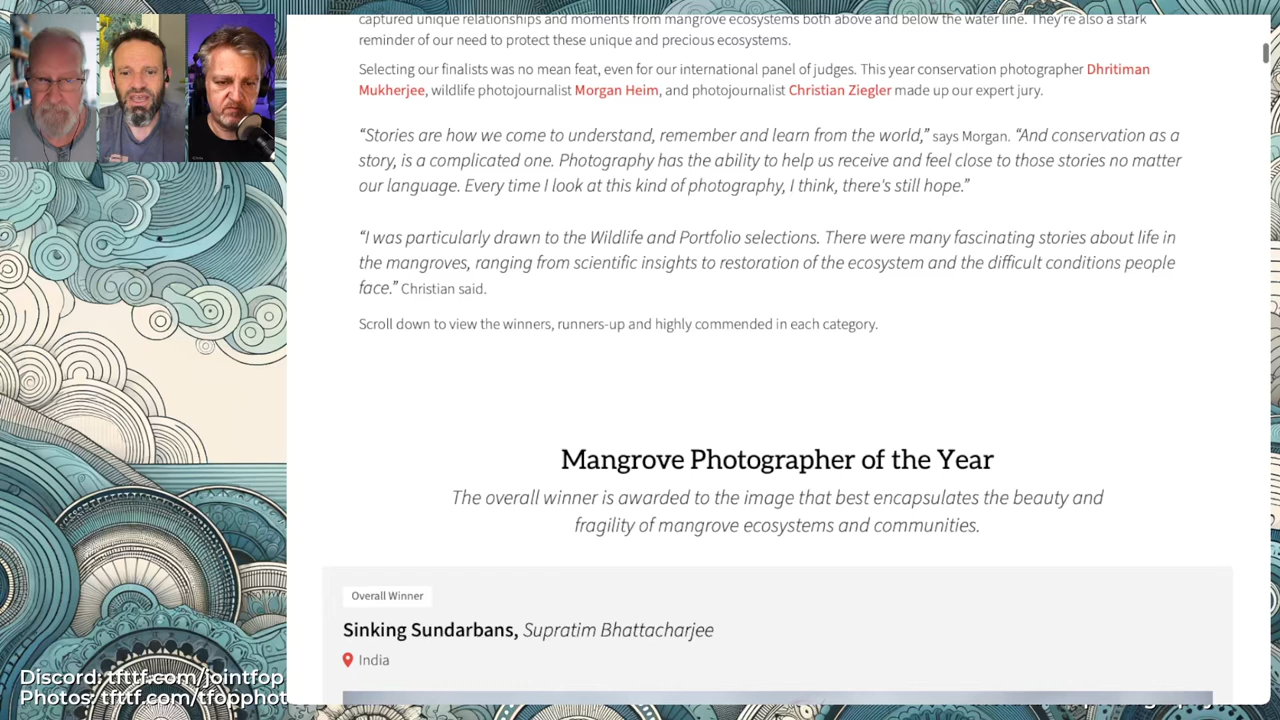 captured unique relationships and moments from mangrove ecosystems both above and below the water line. They're also a stark
reminder of our need to protect these unique and precious ecosystems.
Selecting our finalists was no mean feat, even for our international panel of judges. This year conservation photographer Dhritiman
Mukherjee, wildlife photojournalist Morgan Heim, and photojournalist Christian Ziegler made up our expert jury.
“Stories are how we come to understand, remember and learn from the world,” says Morgan. “And conservation as a
story, is a complicated one. Photography has the ability to help us receive and feel close to those stories no matter
our language. Every time I look at this kind of photography, I think, there's still hope.”
“I was particularly drawn to the Wildlife and Portfolio selections. There were many fascinating stories about life in
the mangroves, ranging from scientific insights to restoration of the ecosystem and the difficult conditions people
face.” Christian said.
Scroll down to view the winners, runners-up and highly commended in each category.
Mangrove Photographer of the Year
The overall winner is awarded to the image that best encapsulates the beauty and
fragility of mangrove ecosystems and communities.
Overall Winner
Sinking Sundarbans, Supratim Bhattacharjee
India
Discord: tfttf.com/jointfop
Photos: tfttf.com/tfopphot